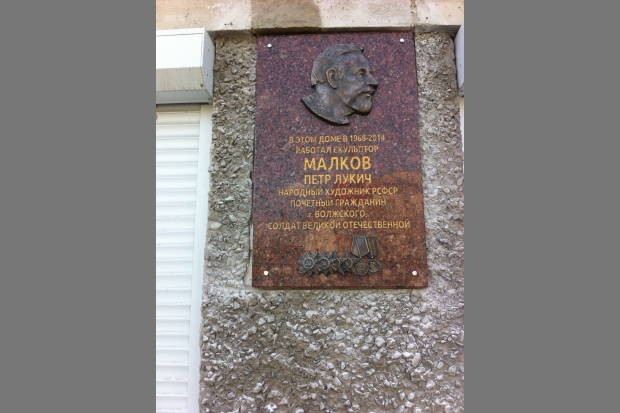 В ЭТОМ ДОМЕ В 1968-2014
РАБОТАЛ СКУЛЬПТОР
МАЛКОВ
ПЕТР ЛУКИЧ
НАРОДНЫЙ ХУДОЖНИК РСФСР
ПОЧЕТНЫЙ ГРАЖДАНИН
г. ВОЛЖСКОГО,
СОЛДАТ ВЕЛИКОЙ ОТЕЧЕСТВЕННОЙ